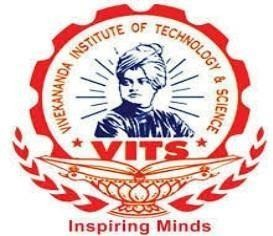 VIVEKANANDA INSTITUTE OF TECHNOLOGY & SCIENCE
★ VITS ★
Inspiring Minds